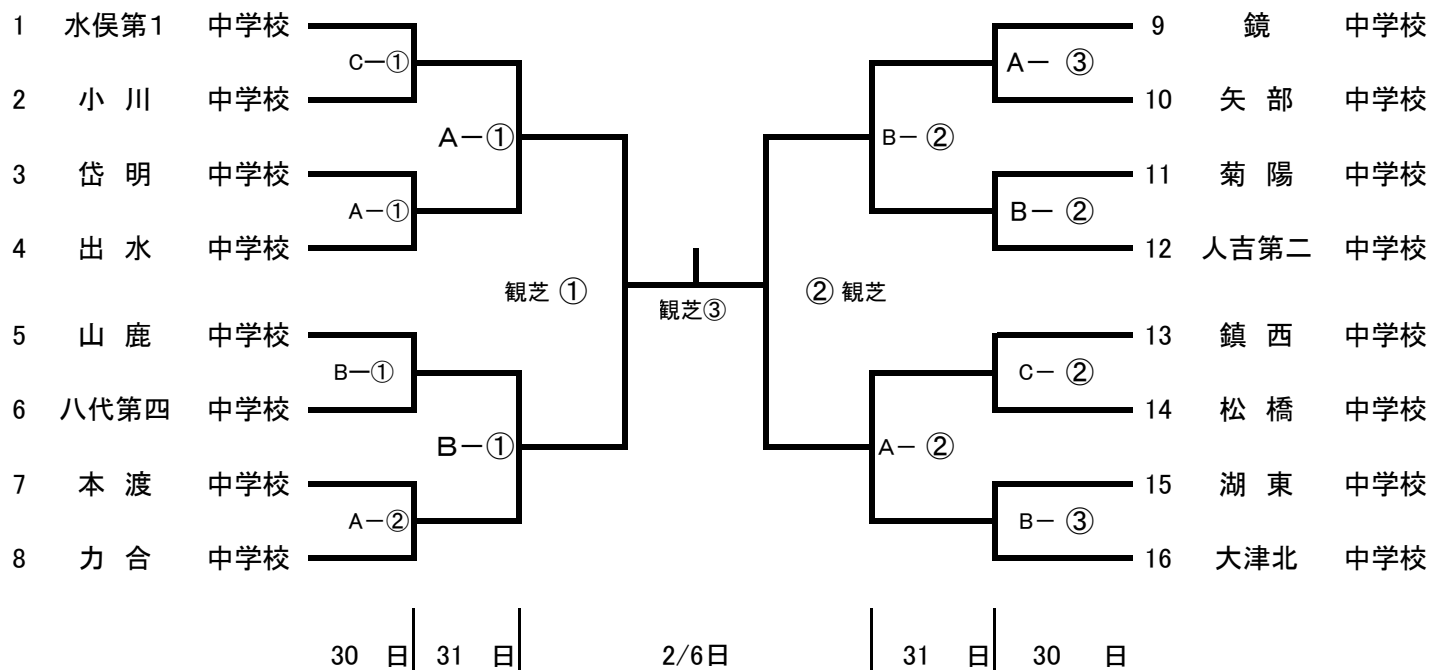 1 水俣第1 中学校
C―①
2 小 川 中学校
A－①
3 岱 明 中学校
A－①
4 出 水 中学校
観芝 ①
5 山 鹿 中学校
B―①
6 八代第四 中学校
B－①
7 本 渡 中学校
A－②
8 力 合 中学校
観芝③
9 鏡 中学校
A－ ③
10 矢 部 中学校
B－ ②
11 菊 陽 中学校
B－ ②
12 人吉第二 中学校
② 観芝
13 鎮 西 中学校
C－ ②
14 松 橋 中学校
A－ ②
15 湖 東 中学校
B－ ③
16 大津北 中学校
30 日 31 日 2/6日 31 日 30 日